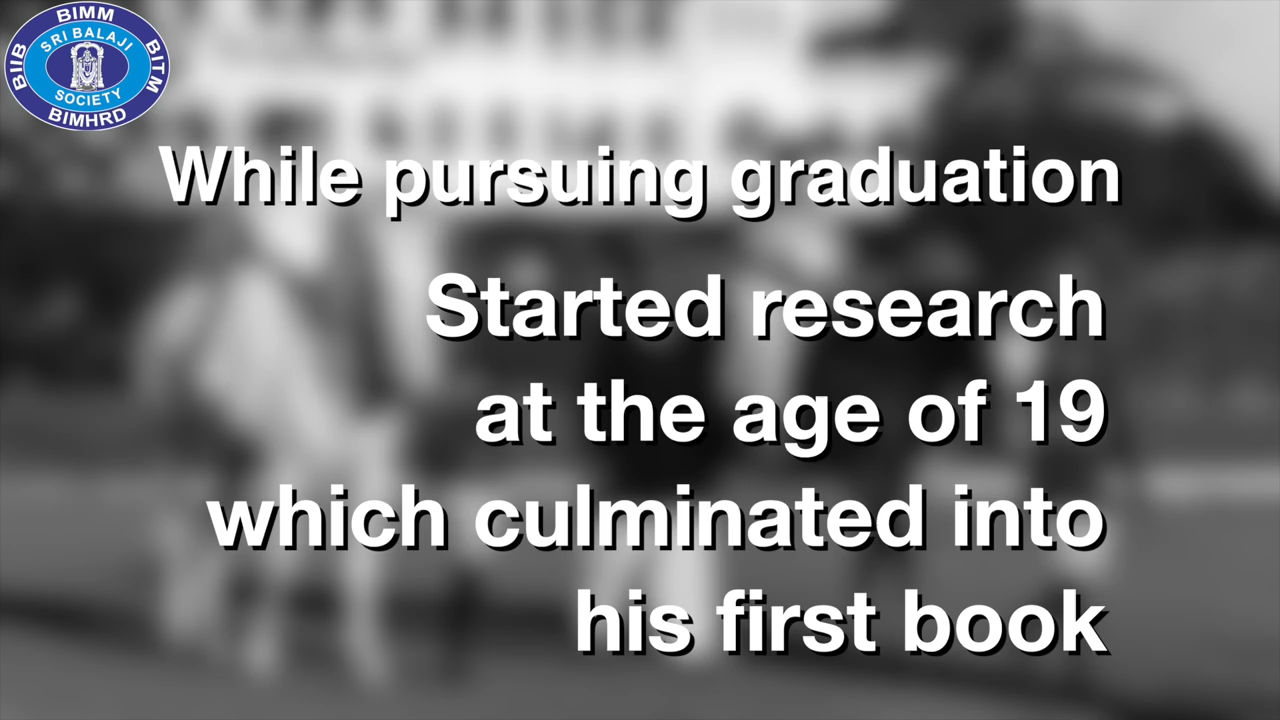 BIMM
BIIB
BITM
SRI BALAJI
SOCIETY
BIMHRD
While pursuing graduation
Started research
at the age of 19
which culminated into
his first book